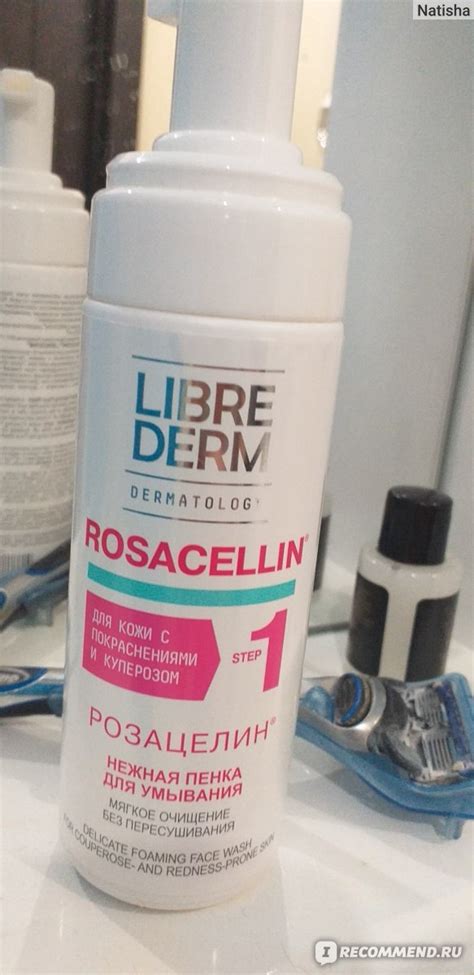 Natisha
LIBRE
DERM
DERMATOLOGY
ROSACELLIN®
ДЛЯ КОЖИ С
ПОКРАСНЕНИЯМИ
И КУПЕРОЗОМ
STEP 1
РОЗАЦЕЛИН®
НЕЖНАЯ ПЕНКА
ДЛЯ УМЫВАНИЯ
МЯГКОЕ ОЧИЩЕНИЕ
БЕЗ ПЕРЕСУШИВАНИЯ
DELICATE FOAMING FACE WASH
FOR COUPEROSE- AND REDNESS-PRONE SKIN
IRECOMMEND.RU